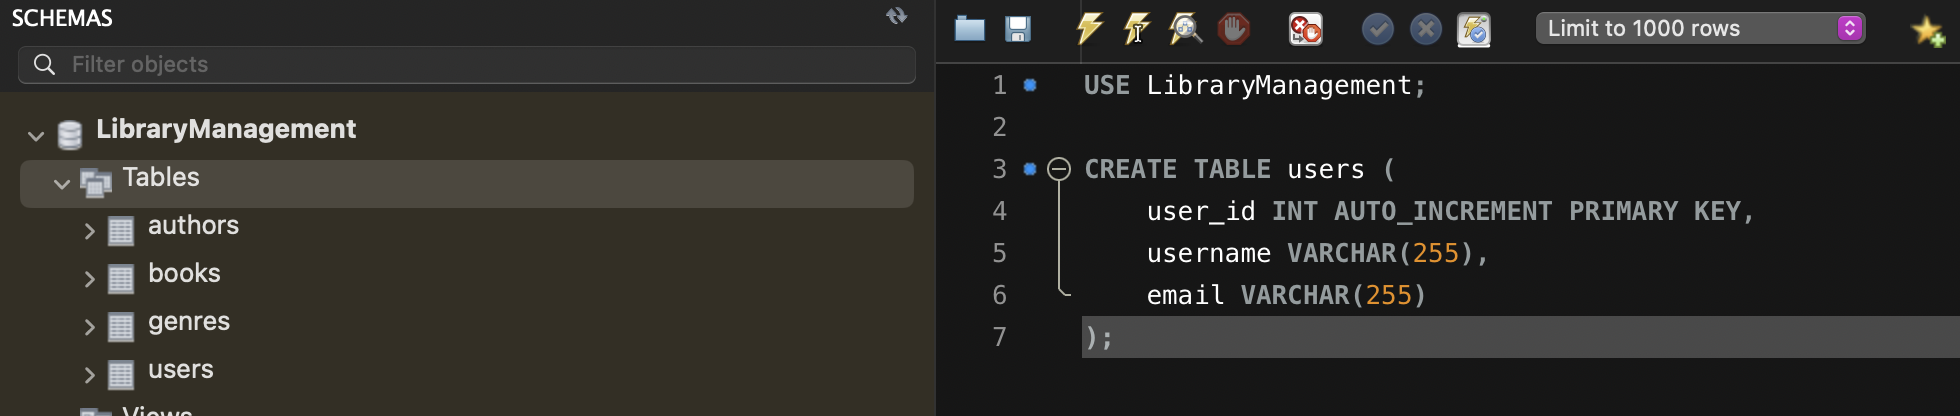 SCHEMAS
Filter objects
LibraryManagement
Tables
authors
books
genres
users
Views
Limit to 1000 rows
1 USE LibraryManagement;
2
3 CREATE TABLE users (
4 user_id INT AUTO_INCREMENT PRIMARY KEY,
5 username VARCHAR(255),
6 email VARCHAR(255)
7 );